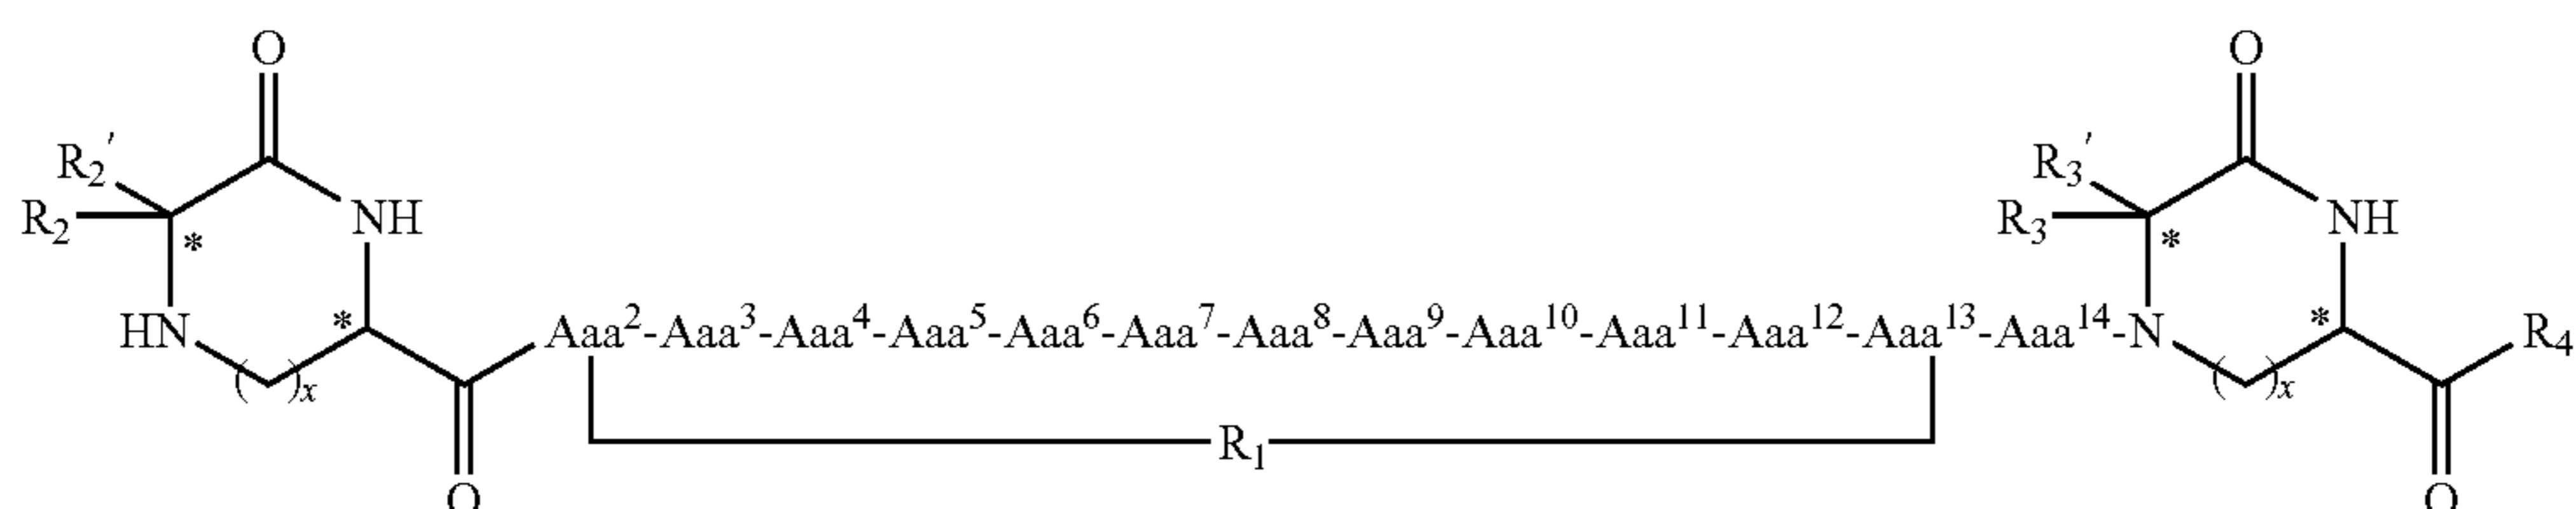 O O
R₂′ R₃′
R₂ * NH R₃ * NH
HN * ( )x Aaa²-Aaa³-Aaa⁴-Aaa⁵-Aaa⁶-Aaa⁷-Aaa⁸-Aaa⁹-Aaa¹⁰-Aaa¹¹-Aaa¹²-Aaa¹³-Aaa¹⁴-N * ( )x R₄
R₁
O O